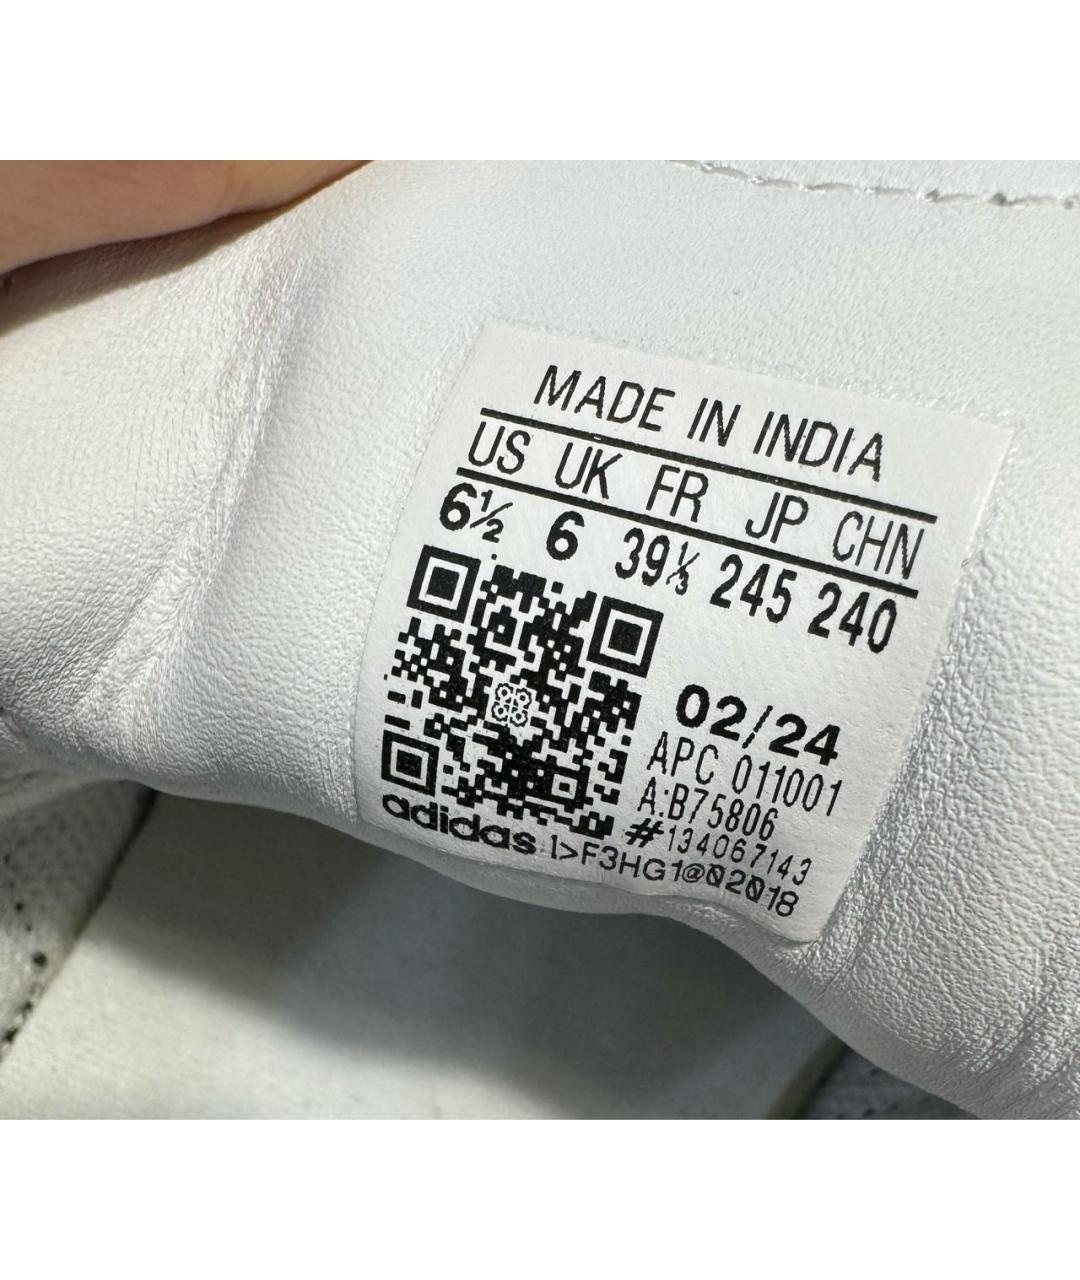 MADE IN INDIA
US UK FR JP CHN
6½ 6 39⅓ 245 240
02/24
APC 011001
A:B75806
#134067143
adidas 1>F3HG1@02018